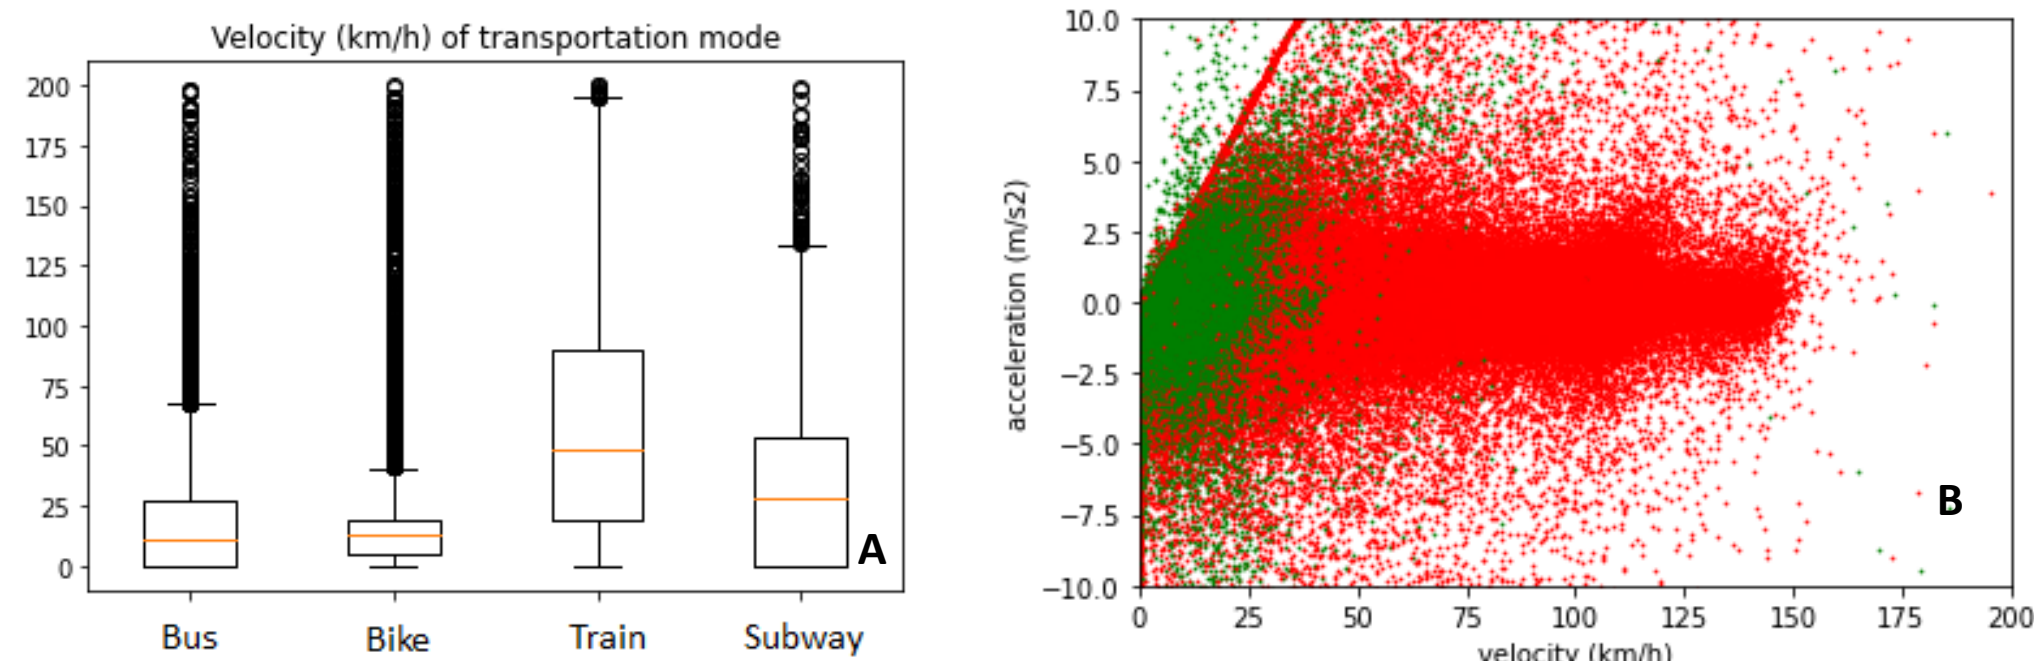 Velocity (km/h) of transportation mode
200
175
150
125
100
75
50
25
0
Bus Bike Train Subway
A
10.0
7.5
5.0
2.5
0.0
−2.5
−5.0
−7.5
−10.0
acceleration (m/s2)
B
0 25 50 75 100 125 150 175 200
velocity (km/h)